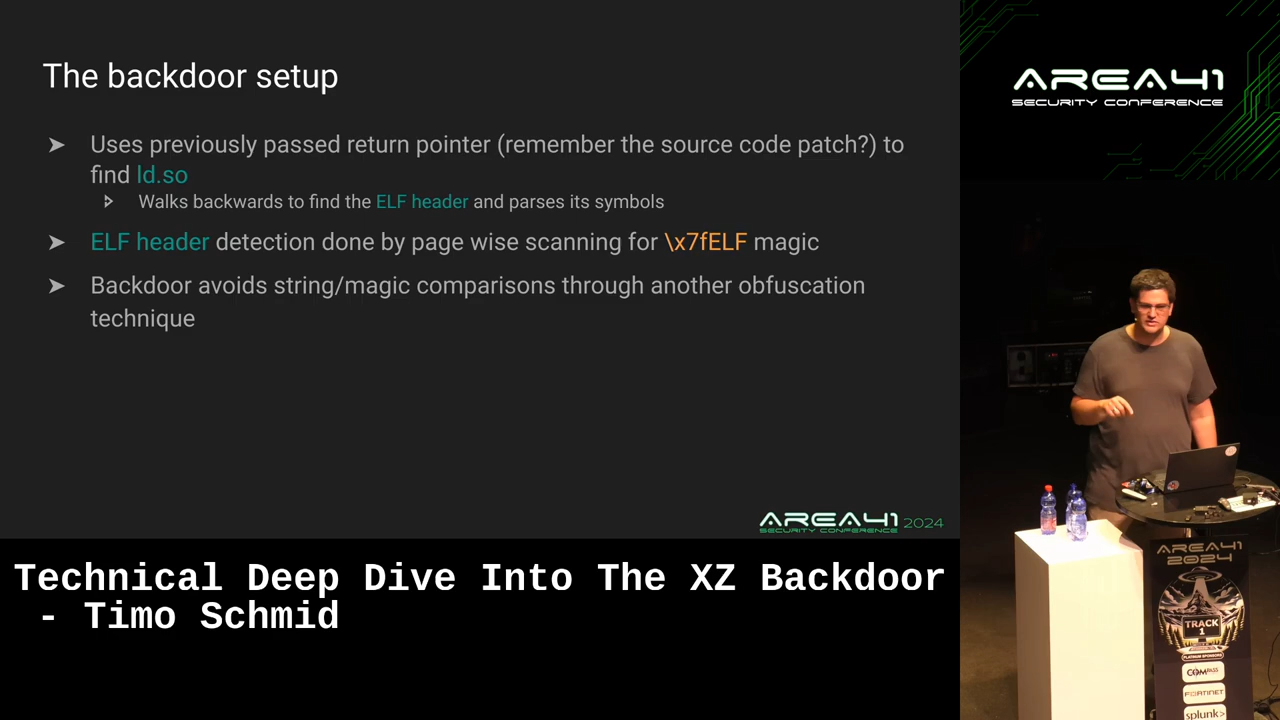 The backdoor setup
➤ Uses previously passed return pointer (remember the source code patch?) to
find ld.so
Walks backwards to find the ELF header and parses its symbols
➤ ELF header detection done by page wise scanning for \x7fELF magic
➤ Backdoor avoids string/magic comparisons through another obfuscation
technique
AREA41 2024
SECURITY CONFERENCE
Technical Deep Dive Into The XZ Backdoor
- Timo Schmid
AREA41
SECURITY CONFERENCE
AREA41
2024
TRACK
1
PLATINUM SPONSORS
COMPASS
FORTINET
splunk>